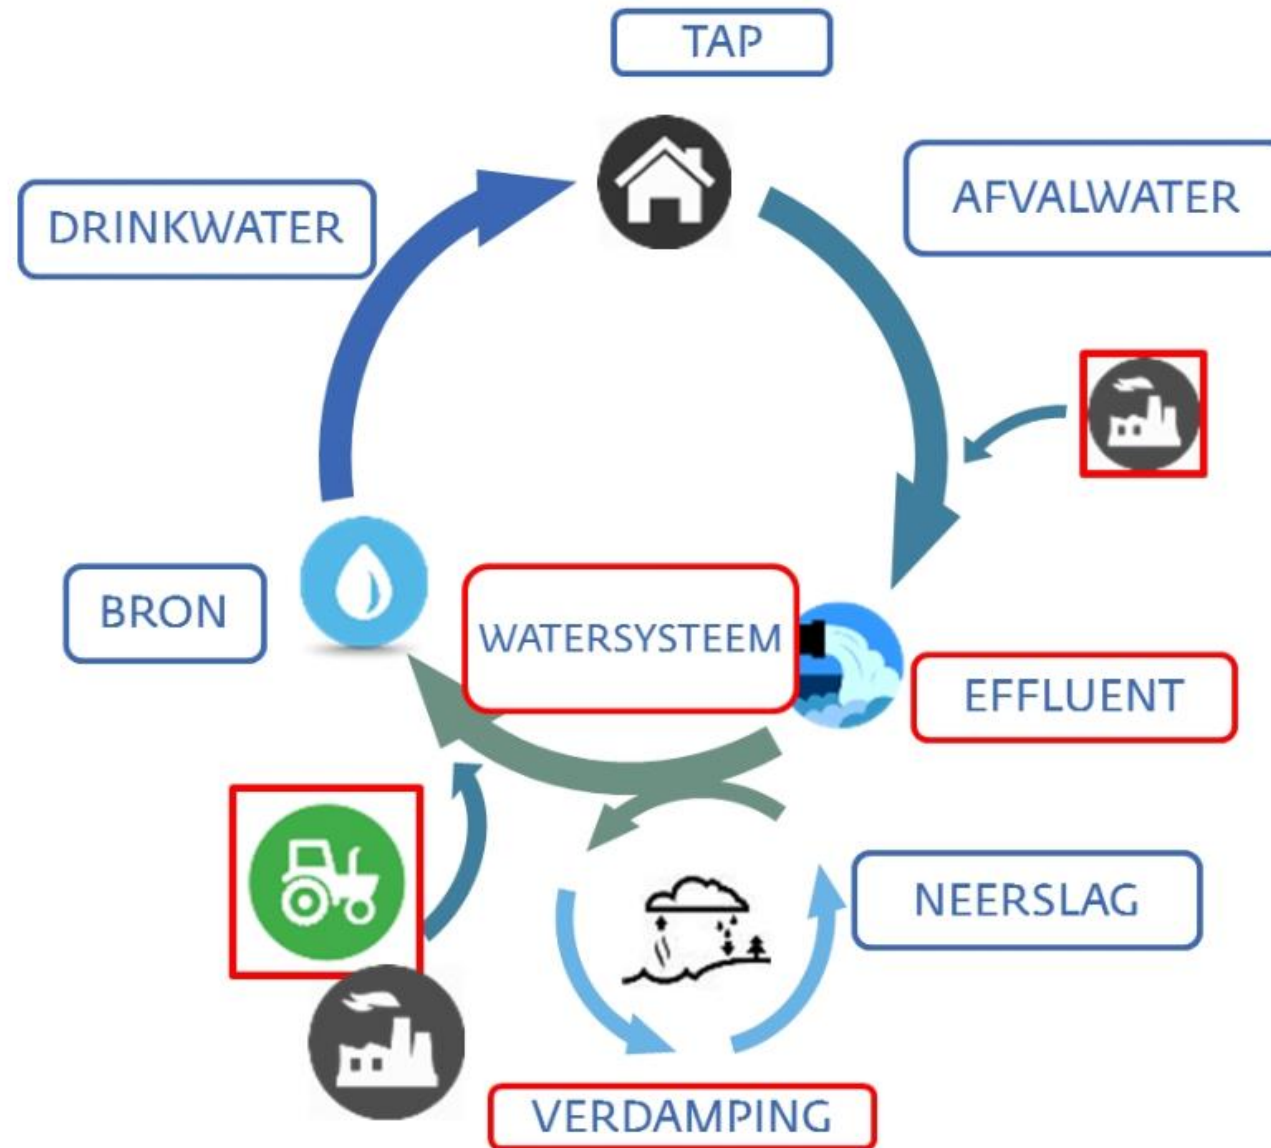 TAP
DRINKWATER
AFVALWATER
BRON
WATERSYSTEEM
EFFLUENT
NEERSLAG
VERDAMPING